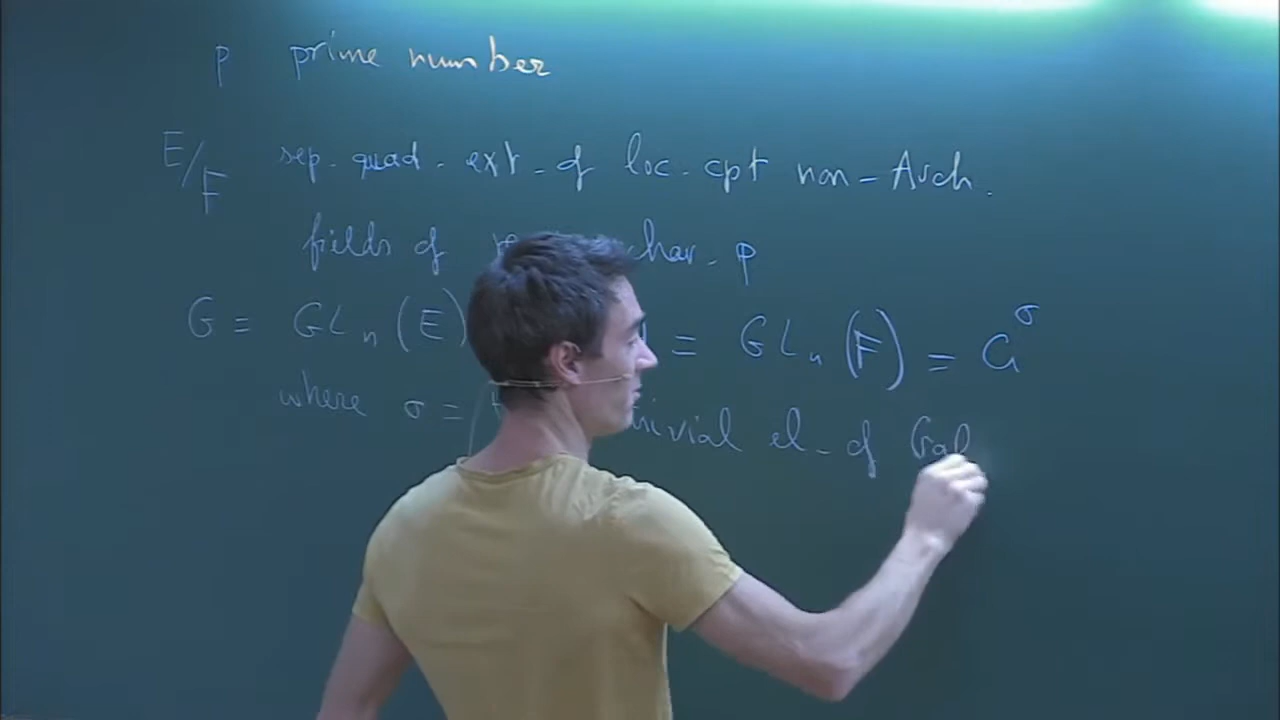 p prime number
E/F sep. quad. ext. of loc. cpt non-Arch.
fields of char. p
G = GLn(E) = GLn(F) = G^σ
where σ = el. of Gal